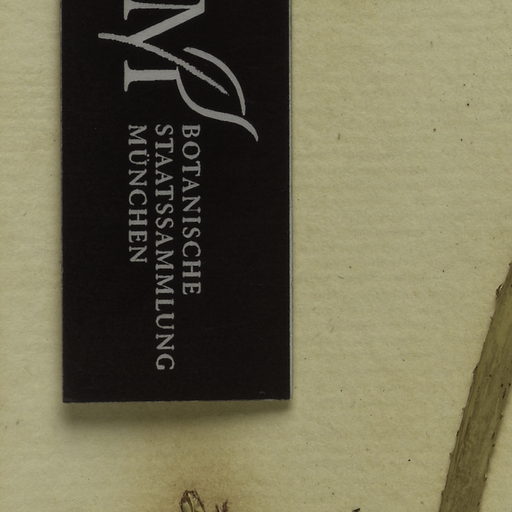 M
BOTANISCHE
STAATSSAMMLUNG
MÜNCHEN